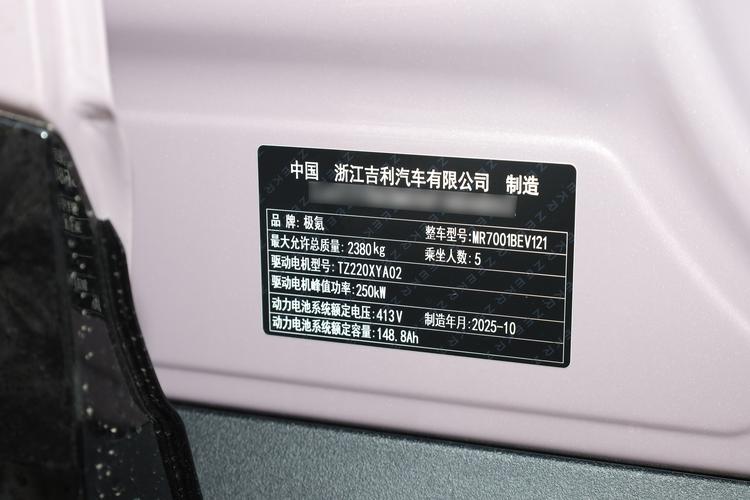 中国 浙江吉利汽车有限公司 制造
品 牌:极氪 整车型号:MR7001BEV121
最大允许总质量:2380kg 乘坐人数:5
驱动电机型号:TZ220XYA02
驱动电机峰值功率:250kW
动力电池系统额定电压:413V 制造年月:2025-10
动力电池系统额定容量:148.8Ah